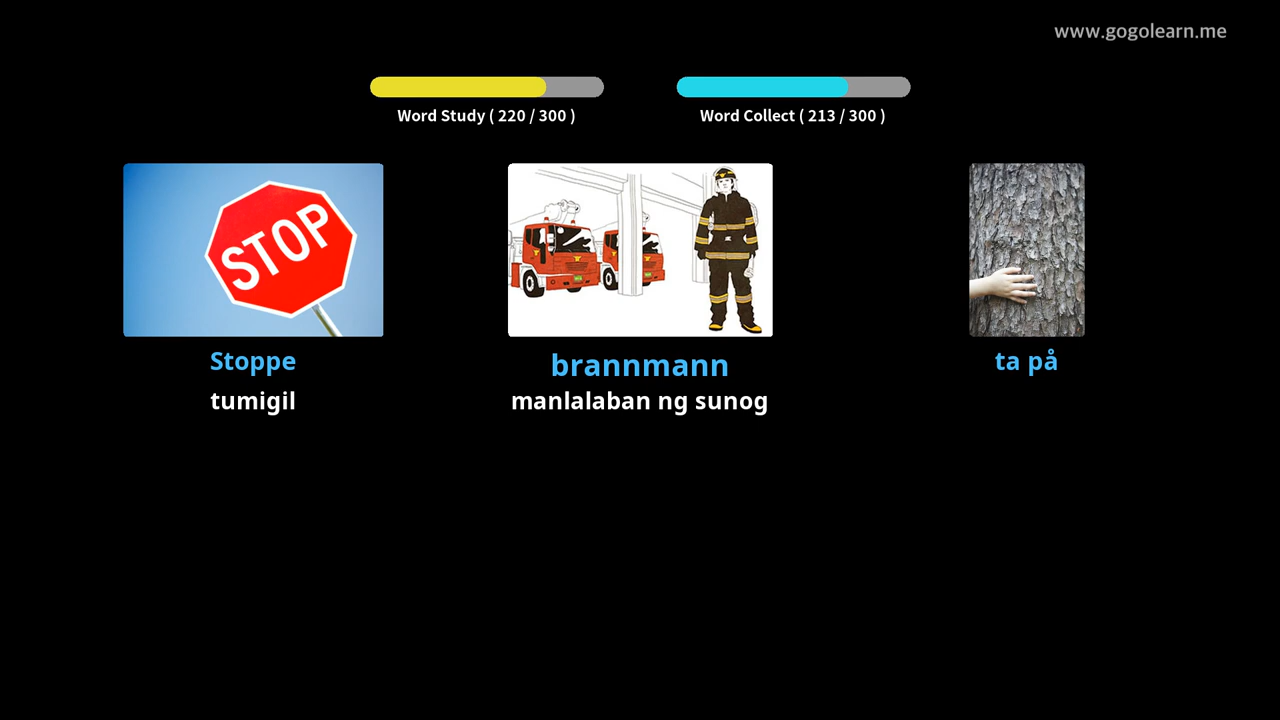 www.gogolearn.me
Word Study ( 220 / 300 )
Word Collect ( 213 / 300 )
STOP
Stoppe
brannmann
ta på
tumigil
manlalaban ng sunog